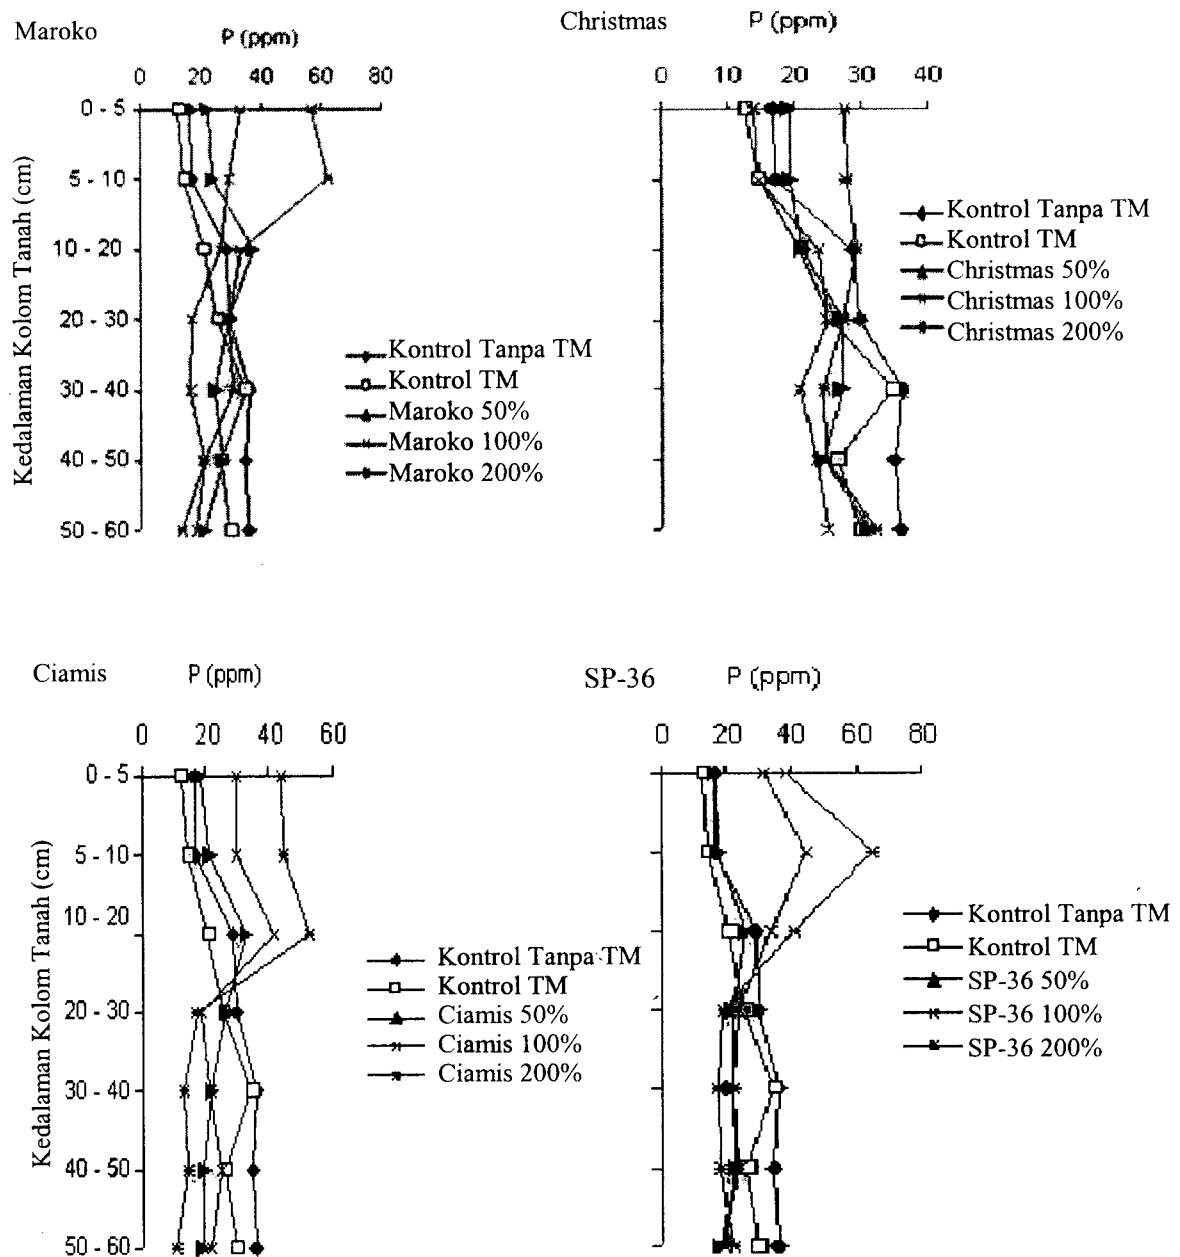 Maroko
P (ppm)
0 20 40 60 80
0 - 5
5 - 10
10 - 20
20 - 30
30 - 40
40 - 50
50 - 60
Kedalaman Kolom Tanah (cm)
Kontrol Tanpa TM
Kontrol TM
Maroko 50%
Maroko 100%
Maroko 200%
Christmas
P (ppm)
0 10 20 30 40
Kontrol Tanpa TM
Kontrol TM
Christmas 50%
Christmas 100%
Christmas 200%
Ciamis
P (ppm)
0 20 40 60
0 - 5
5 - 10
10 - 20
20 - 30
30 - 40
40 - 50
50 - 60
Kedalaman Kolom Tanah (cm)
Kontrol Tanpa TM
Kontrol TM
Ciamis 50%
Ciamis 100%
Ciamis 200%
SP-36
P (ppm)
0 20 40 60 80
Kontrol Tanpa TM
Kontrol TM
SP-36 50%
SP-36 100%
SP-36 200%